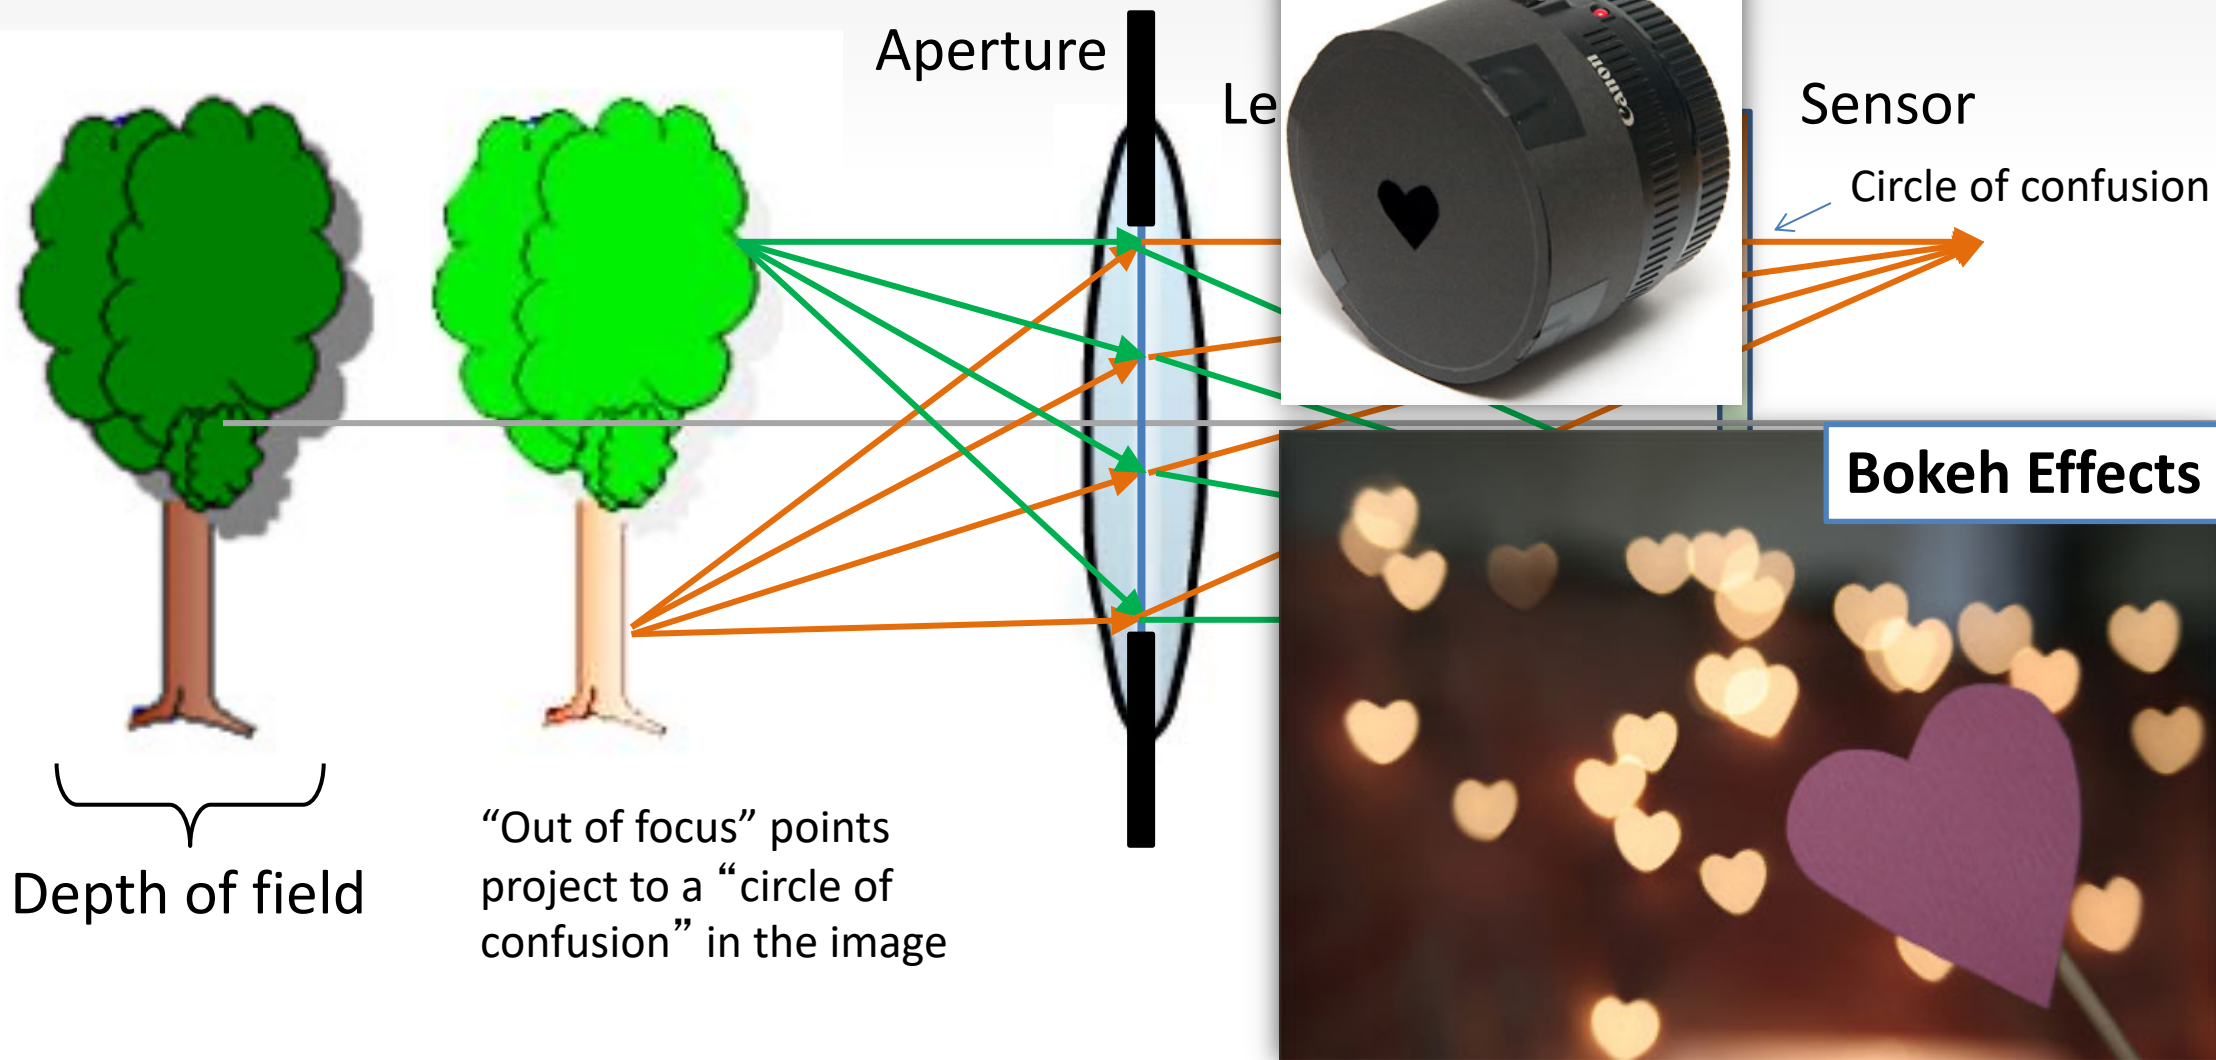 Aperture
Le
Canon
Sensor
Circle of confusion
Bokeh Effects
“Out of focus” points
project to a “circle of
confusion” in the image
Depth of field